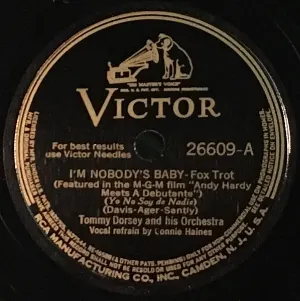 "HIS MASTER'S VOICE"
VICTOR
For best results
use Victor Needles
26609-A
I'M NOBODY'S BABY-Fox Trot
(Featured in the M-G-M film "Andy Hardy
Meets A Debutante")
(Yo No Soy de Nadie)
(Davis-Ager-Santly)
Tommy Dorsey and his Orchestra
Vocal refrain by Connie Haines
RCA MANUFACTURING CO., INC., CAMDEN, N. J., U. S. A.